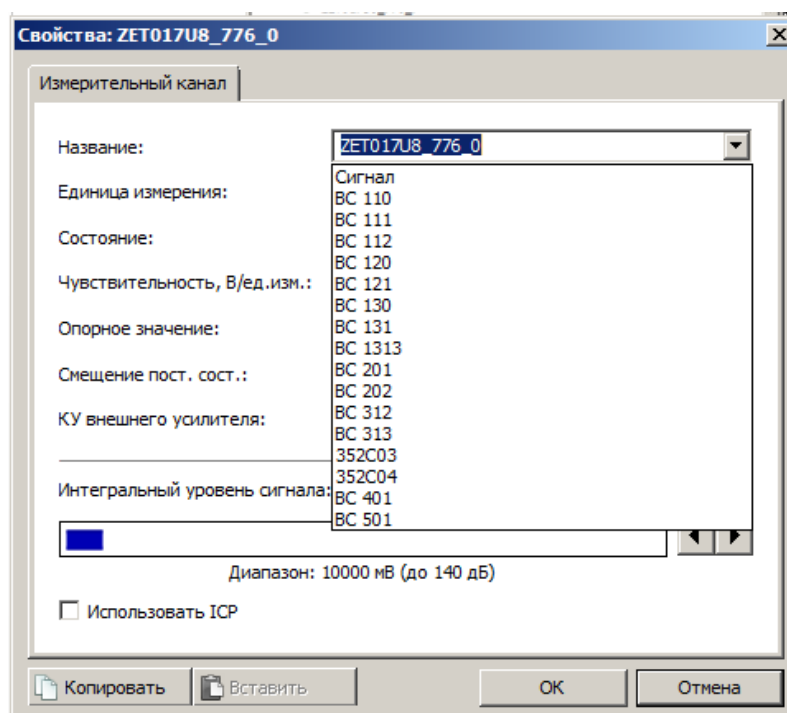 Свойства: ZET017U8_776_0
Измерительный канал
Название:
ZET017U8_776_0
Сигнал
Единица измерения:
BC 110
BC 111
Состояние:
BC 112
BC 120
Чувствительность, В/ед.изм.:
BC 121
BC 130
Опорное значение:
BC 131
BC 1313
Смещение пост. сост.:
BC 201
BC 202
КУ внешнего усилителя:
BC 312
BC 313
352C03
352C04
Интегральный уровень сигнала:
BC 401
BC 501
Диапазон: 10000 мВ (до 140 дБ)
Использовать ICP
Копировать
Вставить
ОК
Отмена